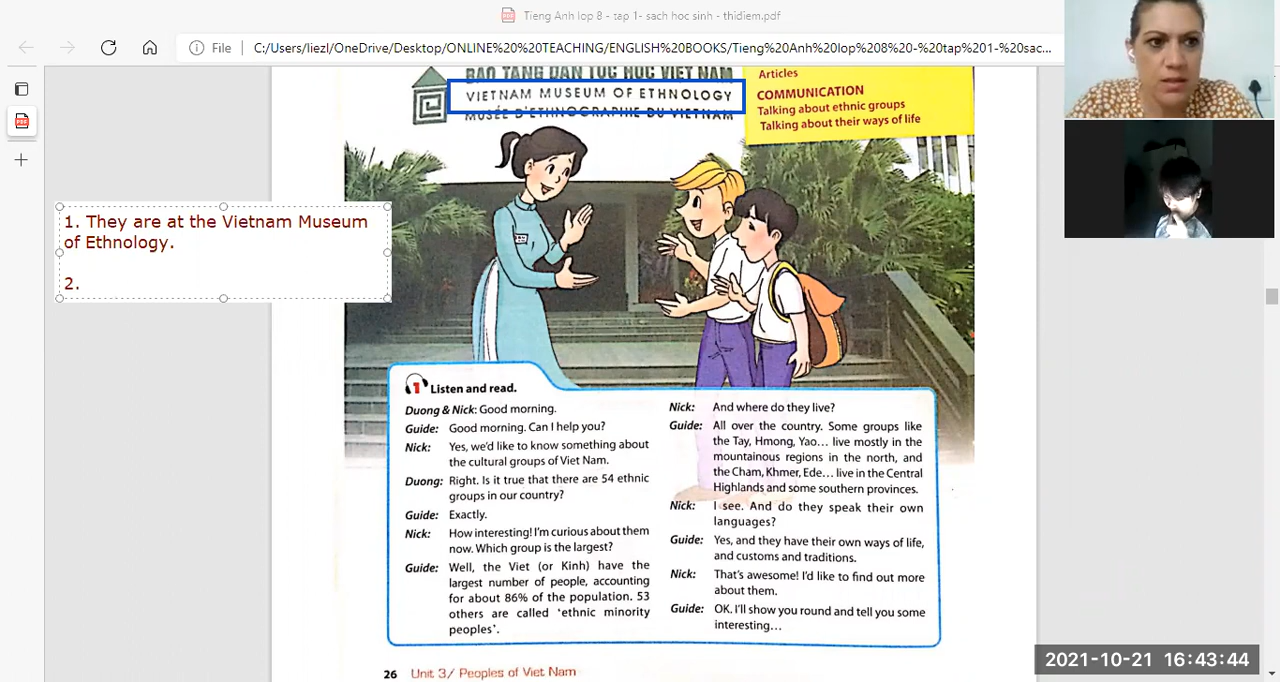 Tieng Anh lop 8 - tap 1- sach hoc sinh - thidiem.pdf
File
C:/Users/liezl/OneDrive/Desktop/ONLINE%20%20TEACHING/ENGLISH%20BOOKS/Tieng%20Anh%20lop%208%20-%20tap%201-%20sac...
BẢO TÀNG DÂN TỘC HỌC VIỆT NAM
VIETNAM MUSEUM OF ETHNOLOGY
MUSÉE D'ETHNOGRAPHIE DU VIETNAM
Articles
COMMUNICATION
Talking about ethnic groups
Talking about their ways of life
1. They are at the Vietnam Museum
of Ethnology.
2.
1 Listen and read.
Duong & Nick: Good morning.
Guide: Good morning. Can I help you?
Nick: Yes, we'd like to know something about
the cultural groups of Viet Nam.
Duong: Right. Is it true that there are 54 ethnic
groups in our country?
Guide: Exactly.
Nick: How interesting! I'm curious about them
now. Which group is the largest?
Guide: Well, the Viet (or Kinh) have the
largest number of people, accounting
for about 86% of the population. 53
others are called 'ethnic minority
peoples'.
Nick: And where do they live?
Guide: All over the country. Some groups like
the Tay, Hmong, Yao... live mostly in the
mountainous regions in the north, and
the Cham, Khmer, Ede... live in the Central
Highlands and some southern provinces.
Nick: I see. And do they speak their own
languages?
Guide: Yes, and they have their own ways of life,
and customs and traditions.
Nick: That's awesome! I'd like to find out more
about them.
Guide: OK. I'll show you round and tell you some
interesting...
26 Unit 3/ Peoples of Viet Nam
2021-10-21 16:43:44